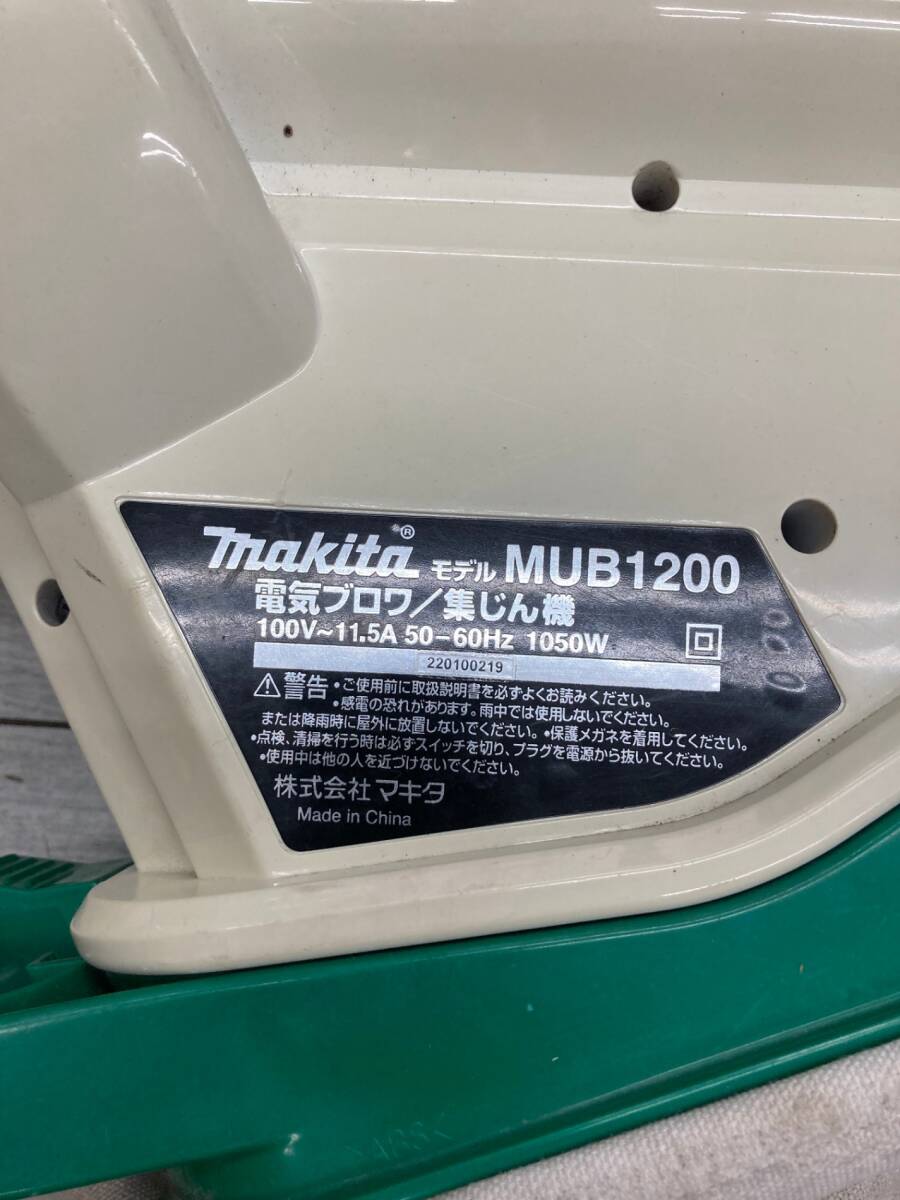 makita® モデル MUB1200
電気ブロワ/集じん機
100V~11.5A 50-60Hz 1050W
220100219
⚠警告・ご使用前に取扱説明書を必ずよくお読みください。
・感電の恐れがあります。雨中では使用しないでください。
または降雨時に屋外に放置しないでください。・保護メガネを着用してください。
・点検、清掃を行う時は必ずスイッチを切り、プラグを電源から抜いてください。
・使用中は他の人を近づけないでください。
株式会社 マキタ
Made in China